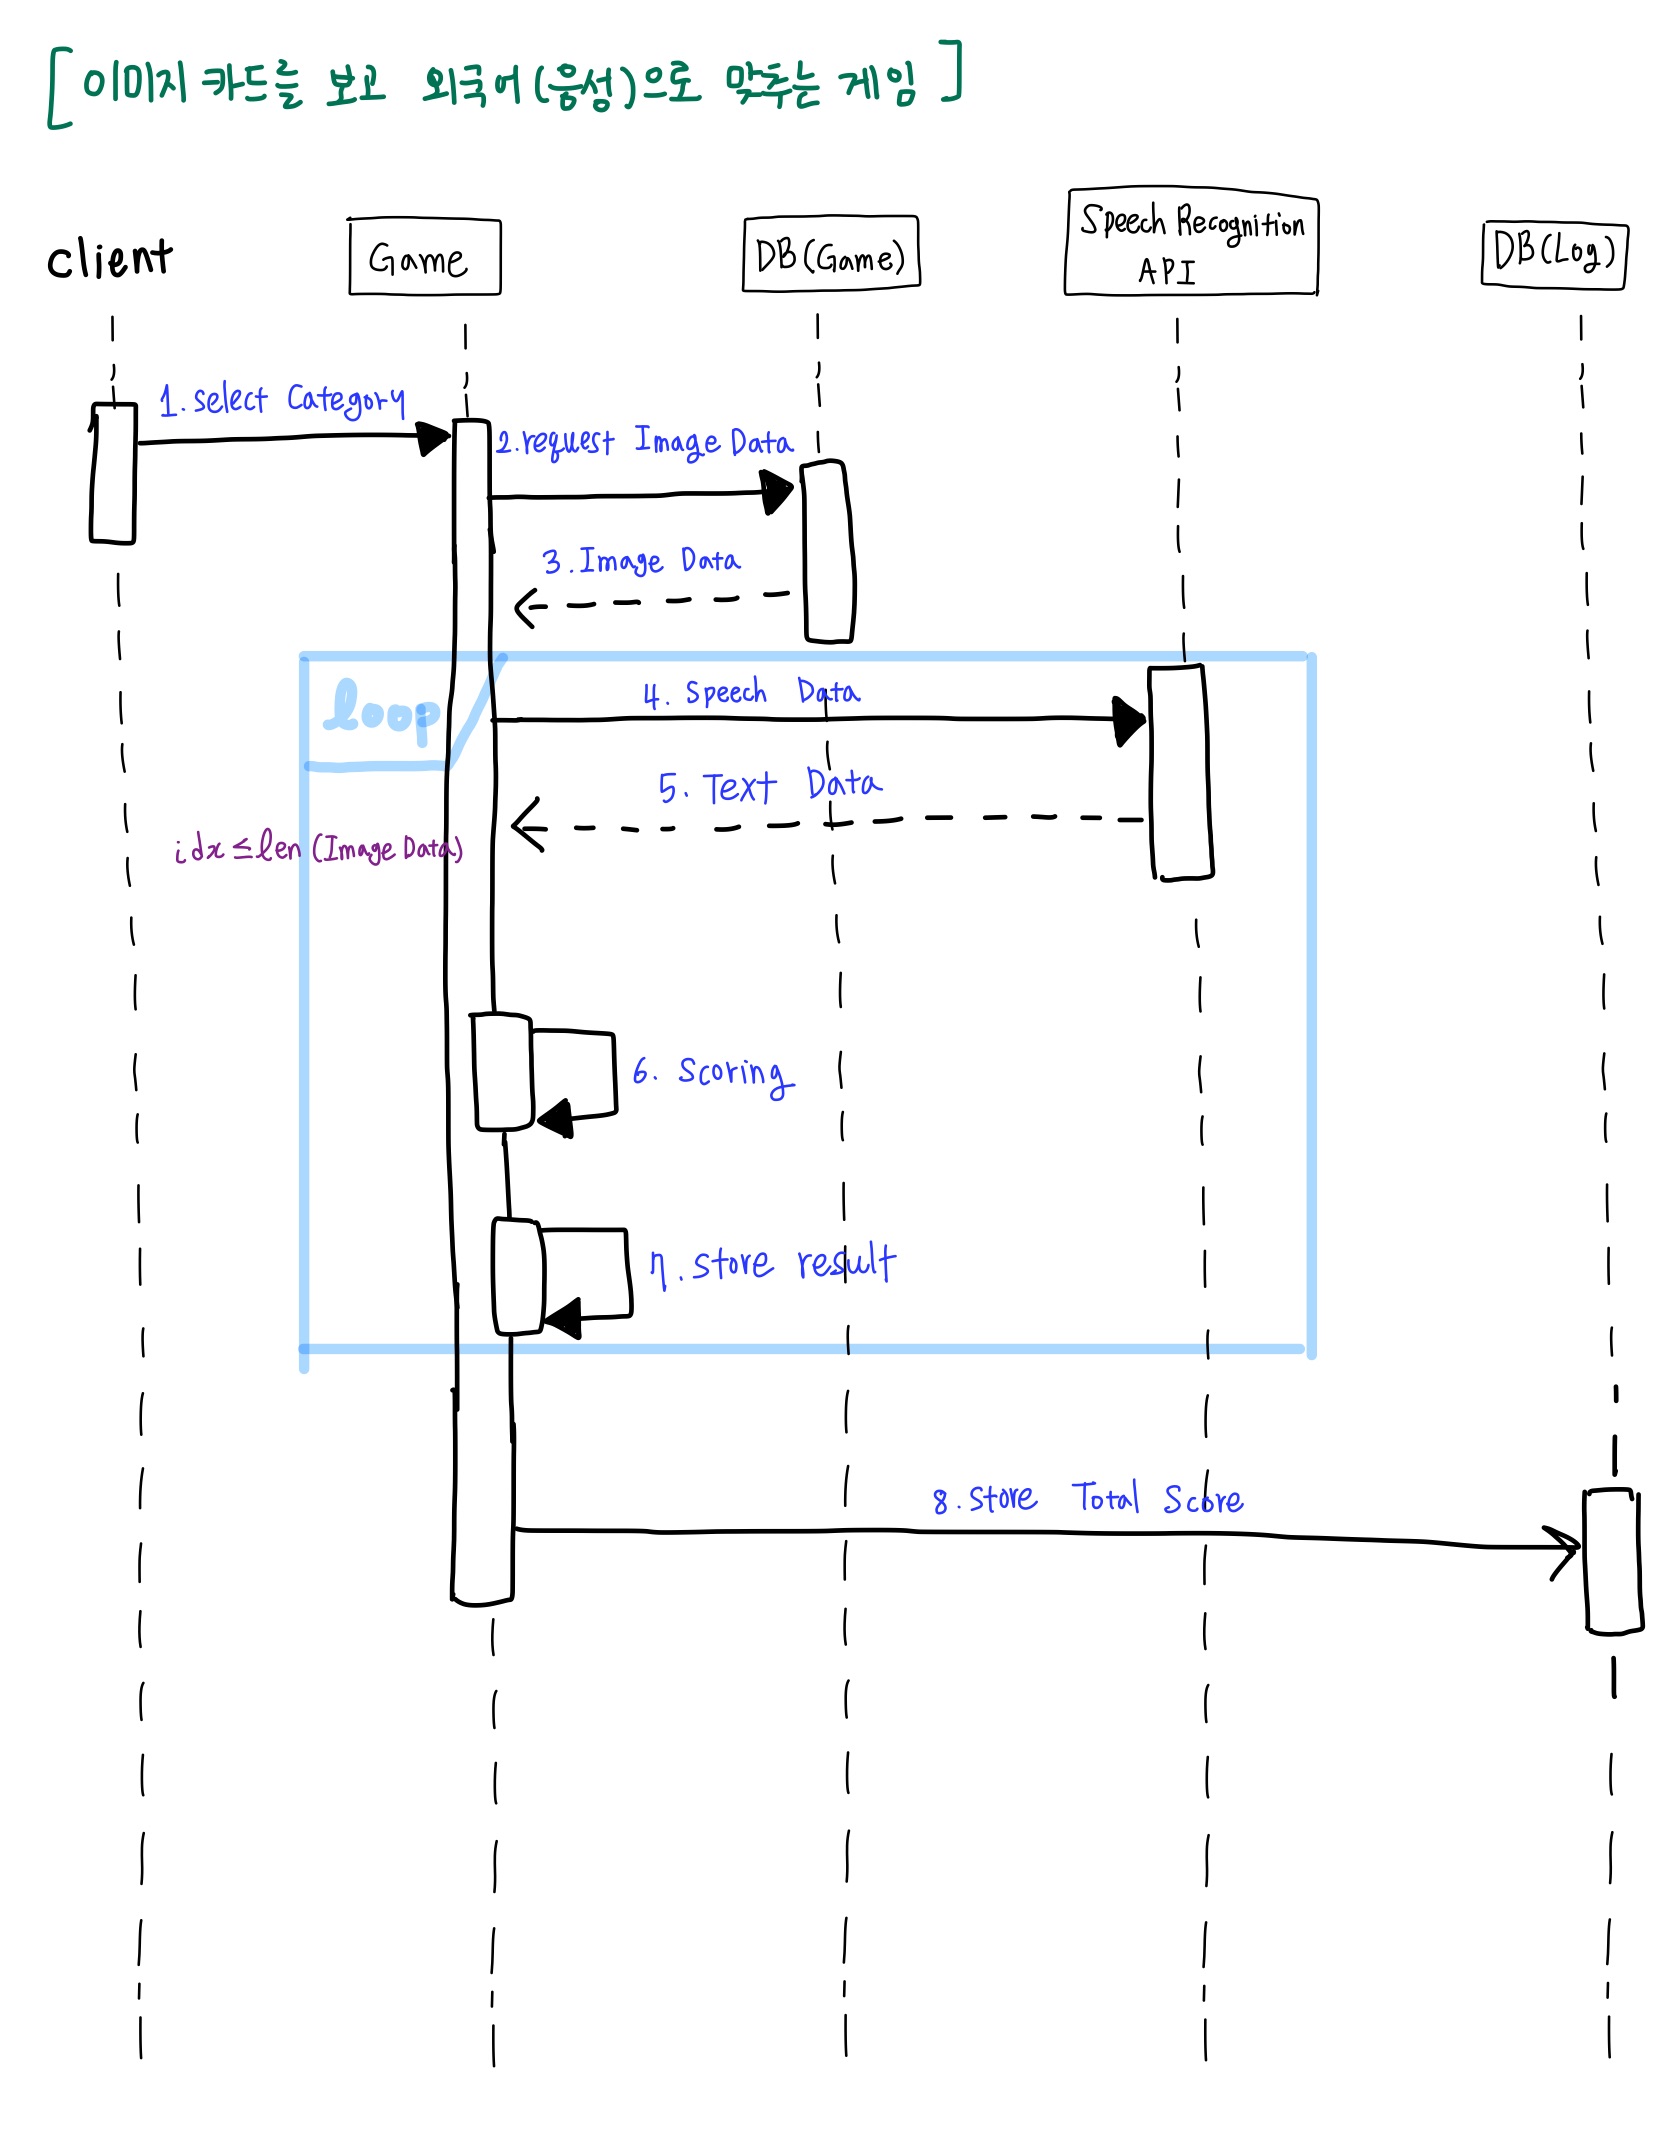 [ 이미지 카드를 보고 외국어(음성)으로 맞추는 게임 ]
client
Game
DB(Game)
Speech Recognition
API
DB(Log)
1. select Category
2. request Image Data
3. Image Data
loop
4. Speech Data
5. Text Data
idx ≤ len (Image Data)
6. Scoring
7. store result
8. store Total Score